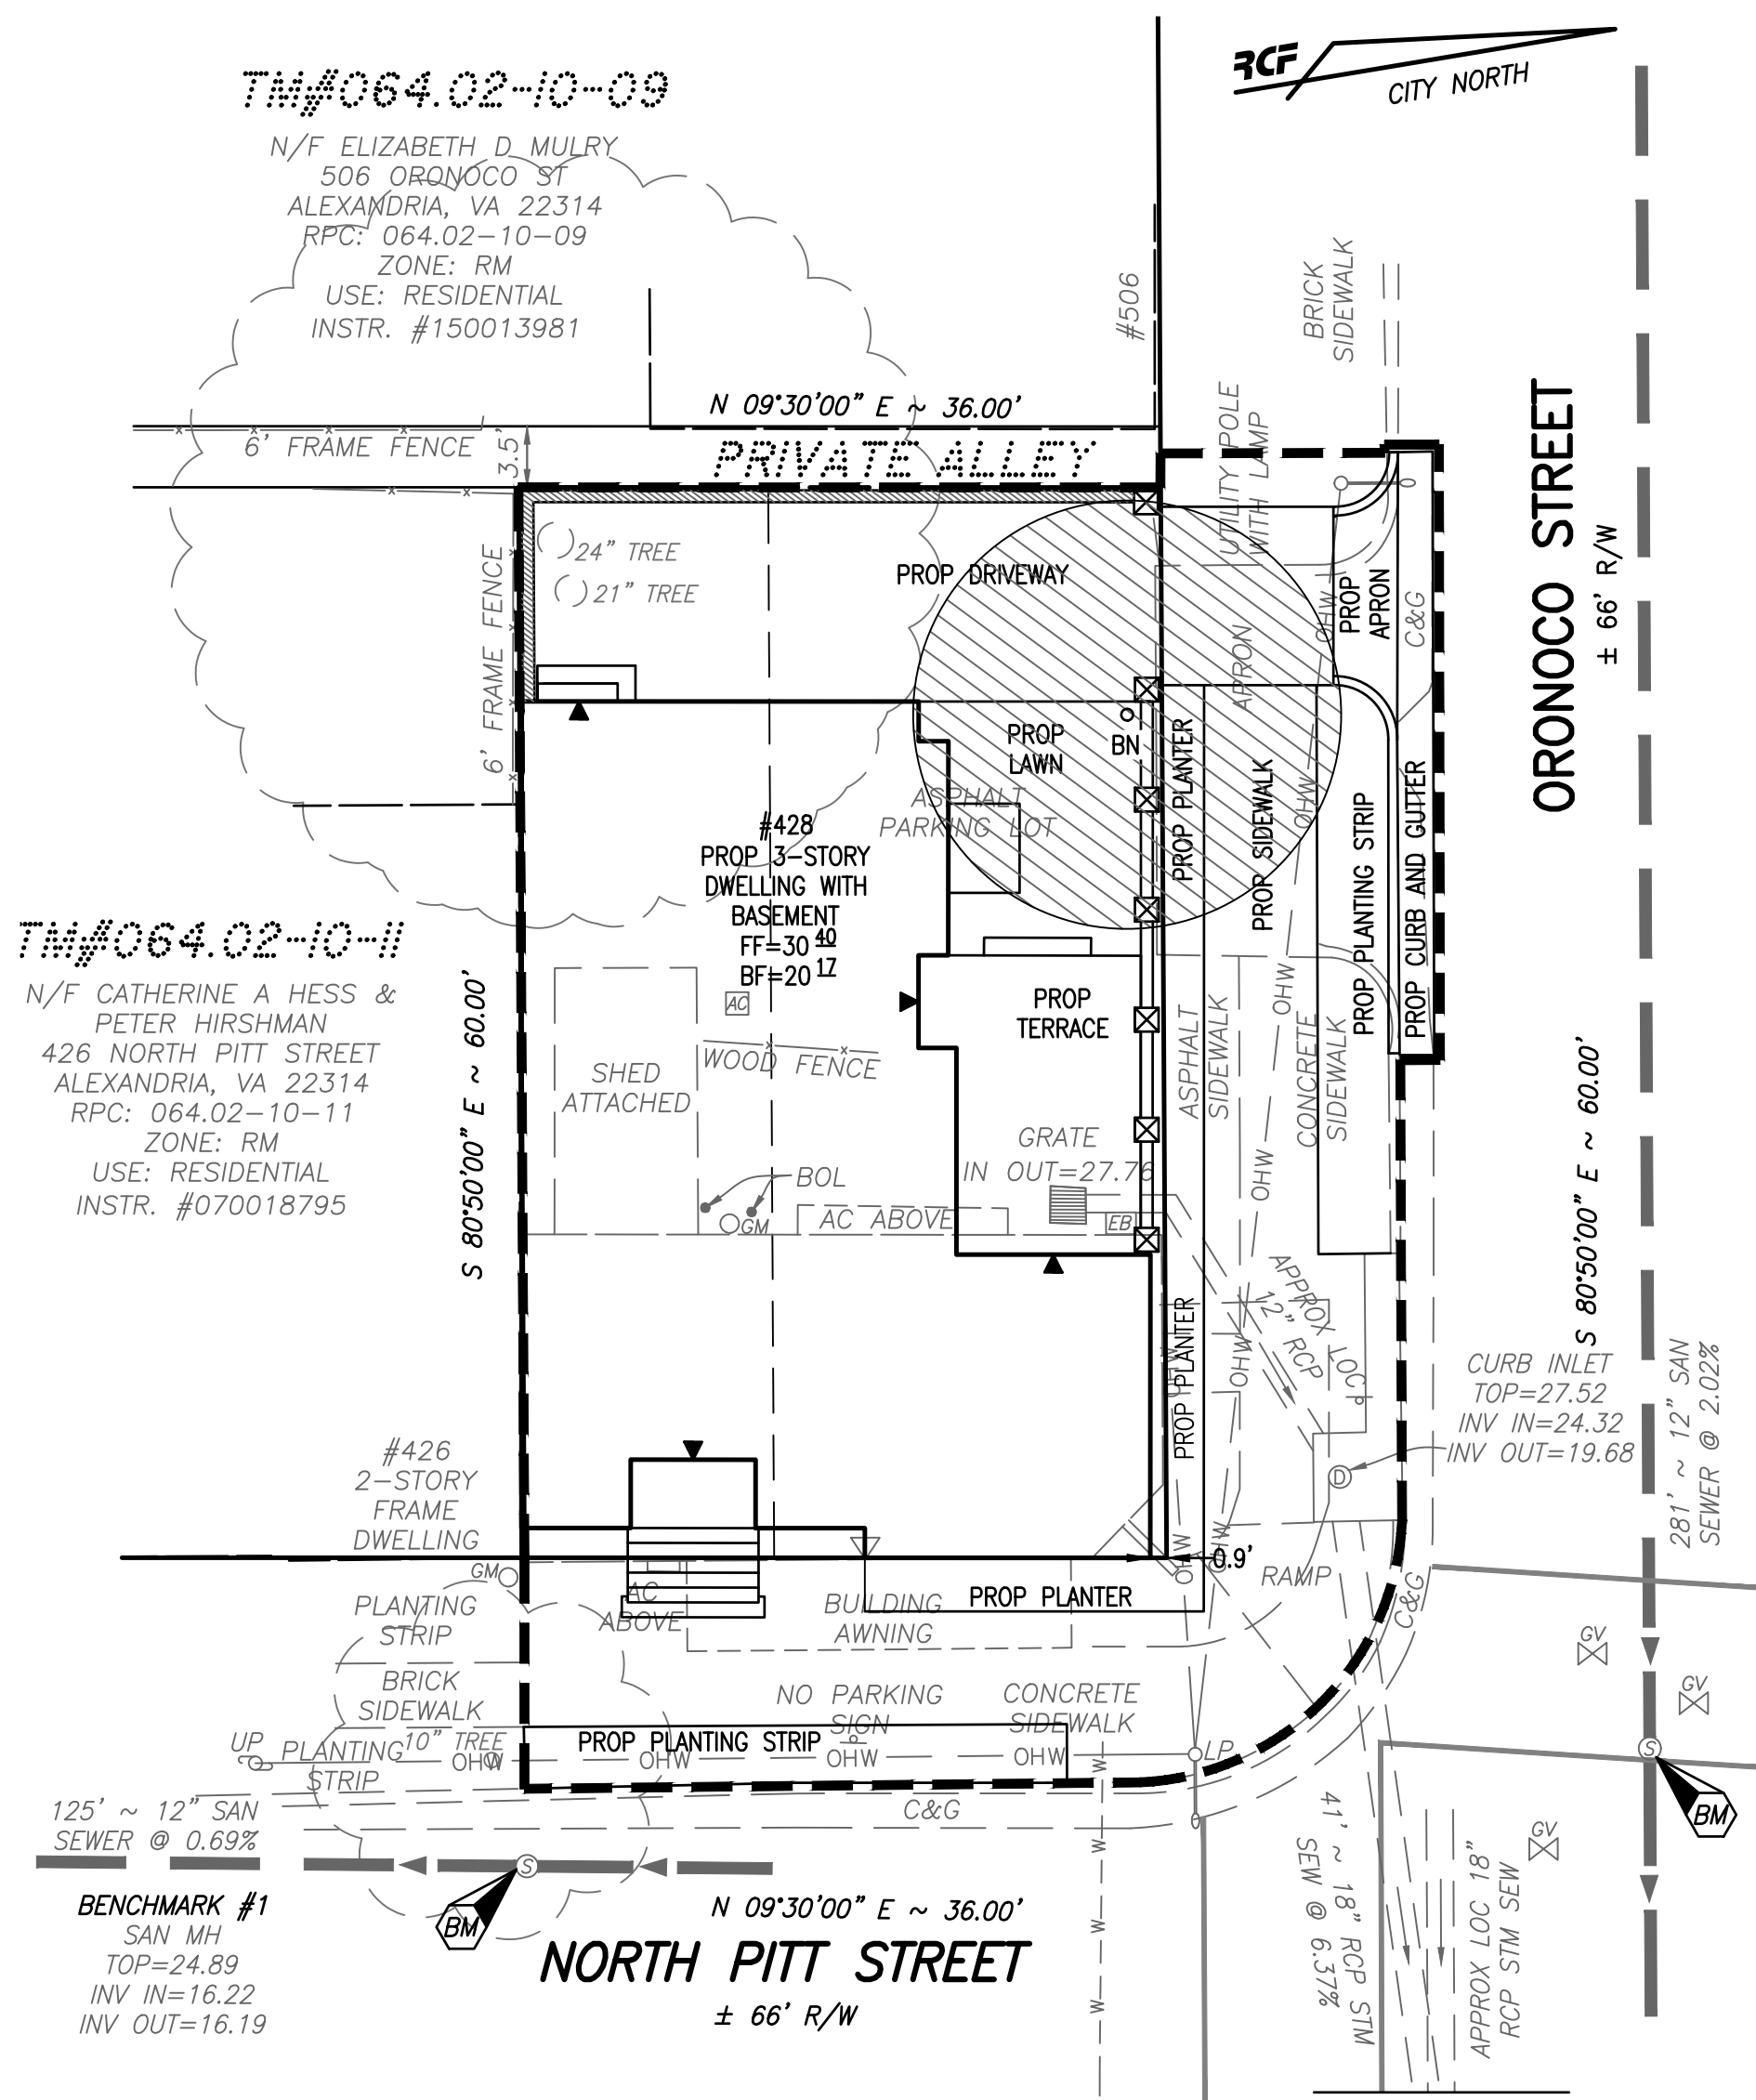 RCF
CITY NORTH
TM#064.02-10-09
N/F ELIZABETH D MULRY
506 ORONOCO ST
ALEXANDRIA, VA 22314
RPC: 064.02-10-09
ZONE: RM
USE: RESIDENTIAL
INSTR. #150013981
#506
BRICK
SIDEWALK
N 09°30'00" E ~ 36.00'
6' FRAME FENCE
3.5'
PRIVATE ALLEY
UTILITY POLE
WITH LAMP
ORONOCO STREET
± 66' R/W
6' FRAME FENCE
24" TREE
21" TREE
PROP DRIVEWAY
APRON
OHW
PROP
APRON
C&G
PROP
LAWN
BN
PROP PLANTER
PROP SIDEWALK
OHW
PROP PLANTING STRIP
PROP CURB AND GUTTER
ASPHALT
PARKING LOT
#428
PROP 3-STORY
DWELLING WITH
BASEMENT
FF=30 40
BF=20 17
TM#064.02-10-11
N/F CATHERINE A HESS &
PETER HIRSHMAN
426 NORTH PITT STREET
ALEXANDRIA, VA 22314
RPC: 064.02-10-11
ZONE: RM
USE: RESIDENTIAL
INSTR. #070018795
S 80°50'00" E ~ 60.00'
AC
WOOD FENCE
SHED
ATTACHED
PROP
TERRACE
ASPHALT
SIDEWALK
OHW
CONCRETE
SIDEWALK
S 80°50'00" E ~ 60.00'
GRATE
IN OUT=27.76
OHW
BOL
GM
AC ABOVE
EB
APPROX LOC
12" RCP
PROP PLANTER
OHW
OHW
CURB INLET
TOP=27.52
INV IN=24.32
INV OUT=19.68
D
281' ~ 12" SAN
SEWER @ 2.02%
#426
2-STORY
FRAME
DWELLING
GM
OHW
OHW
0.9'
RAMP
C&G
PLANTING
STRIP
AC
ABOVE
BUILDING
AWNING
PROP PLANTER
GV
GV
BRICK
SIDEWALK
NO PARKING
SIGN
CONCRETE
SIDEWALK
UP
PLANTING
STRIP
10" TREE
PROP PLANTING STRIP
OHW
OHW
OHW
OHW
LP
S
BM
C&G
125' ~ 12" SAN
SEWER @ 0.69%
S
BM
BENCHMARK #1
SAN MH
TOP=24.89
INV IN=16.22
INV OUT=16.19
N 09°30'00" E ~ 36.00'
NORTH PITT STREET
± 66' R/W
W
W
W
W
41' ~ 18" RCP STM
SEW @ 6.37%
APPROX LOC 18"
RCP STM SEW
GV